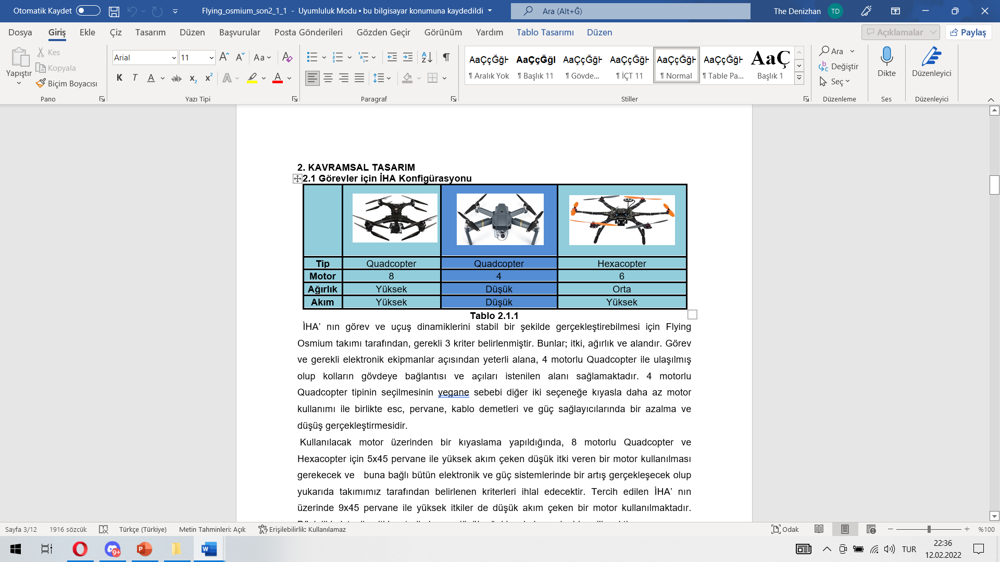 Otomatik Kaydet
Flying_osmium_son2_1_1 - Uyumluluk Modu • bu bilgisayar konumuna kaydedildi
Ara (Alt+Ğ)
The Denizhan TD
Dosya Giriş Ekle Çiz Tasarım Düzen Başvurular Posta Gönderileri Gözden Geçir Görünüm Yardım Tablo Tasarımı Düzen
Açıklamalar Paylaş
Yapıştır
Kes
Kopyala
Biçim Boyacısı
Pano
Arial 11
Yazı Tipi
Paragraf
AaÇçĞğH AaÇçĞğI AaÇçĞğH AaÇçĞğH AaÇçĞğH AaÇçĞğH AaÇ
¶ Aralık Yok ¶ Başlık 11 ¶ Gövde... ¶ İÇT 11 ¶ Normal ¶ Table Pa... Başlık 1
Stiller
Ara
Değiştir
Seç
Düzenleme
Dikte
Ses
Düzenleyici
Düzenleyici
2. KAVRAMSAL TASARIM
2.1 Görevler için İHA Konfigürasyonu
Tip Quadcopter Quadcopter Hexacopter
Motor 8 4 6
Ağırlık Yüksek Düşük Orta
Akım Yüksek Düşük Yüksek
Tablo 2.1.1
İHA’ nın görev ve uçuş dinamiklerini stabil bir şekilde gerçekleştirebilmesi için Flying
Osmium takımı tarafından, gerekli 3 kriter belirlenmiştir. Bunlar; itki, ağırlık ve alandır. Görev
ve gerekli elektronik ekipmanlar açısından yeterli alana, 4 motorlu Quadcopter ile ulaşılmış
olup kolların gövdeye bağlantısı ve açıları istenilen alanı sağlamaktadır. 4 motorlu
Quadcopter tipinin seçilmesinin yegane sebebi diğer iki seçeneğe kıyasla daha az motor
kullanımı ile birlikte esc, pervane, kablo demetleri ve güç sağlayıcılarında bir azalma ve
düşüş gerçekleştirmesidir.
Kullanılacak motor üzerinden bir kıyaslama yapıldığında, 8 motorlu Quadcopter ve
Hexacopter için 5x45 pervane ile yüksek akım çeken düşük itki veren bir motor kullanılması
gerekecek ve buna bağlı bütün elektronik ve güç sistemlerinde bir artış gerçekleşecek olup
yukarıda takımımız tarafından belirlenen kriterleri ihlal edecektir. Tercih edilen İHA’ nın
üzerinde 9x45 pervane ile yüksek itkiler de düşük akım çeken bir motor kullanılmaktadır.
Sayfa 3/12 1916 sözcük Türkçe (Türkiye) Metin Tahminleri: Açık Erişilebilirlik: Kullanılamaz
Odak %100
9+
TUR
22:36
12.02.2022